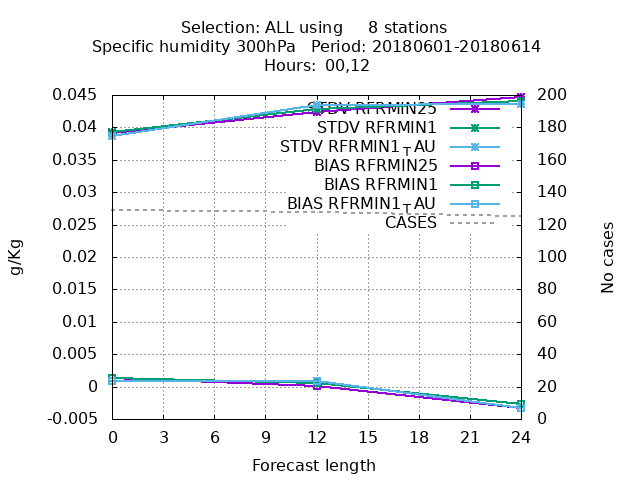 Selection: ALL using     8 stations
Specific humidity 300hPa   Period: 20180601-20180614
Hours:  00,12
0.045
0.04
0.035
0.03
0.025
0.02
0.015
0.01
0.005
0
-0.005
g/Kg
STDV RFRMIN25
STDV RFRMIN1
STDV RFRMIN1_TAU
BIAS RFRMIN25
BIAS RFRMIN1
BIAS RFRMIN1_TAU
CASES
200
180
160
140
120
100
80
60
40
20
0
No cases
0 3 6 9 12 15 18 21 24
Forecast length